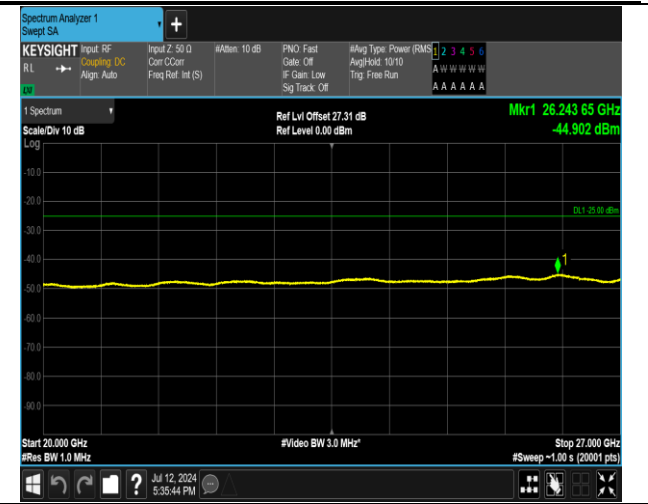 Spectrum Analyzer 1
Swept SA
KEYSIGHT
RL
Input: RF
Coupling: DC
Align: Auto
Input Z: 50 Ω
Corr CCorr
Freq Ref: Int (S)
#Atten: 10 dB
PNO: Fast
Gate: Off
IF Gain: Low
Sig Track: Off
#Avg Type: Power (RMS
Avg|Hold: 10/10
Trig: Free Run
1 2 3 4 5 6
A W W W W W
A A A A A A
1 Spectrum
Scale/Div 10 dB
Ref Lvl Offset 27.31 dB
Ref Level 0.00 dBm
Mkr1 26.243 65 GHz
-44.902 dBm
Log
-10.0
-20.0
DL1 -25.00 dBm
-30.0
-40.0
1
-50.0
-60.0
-70.0
-80.0
-90.0
Start 20.000 GHz
#Video BW 3.0 MHz*
Stop 27.000 GHz
#Res BW 1.0 MHz
#Sweep ~1.00 s (20001 pts)
?
Jul 12, 2024
5:35:44 PM